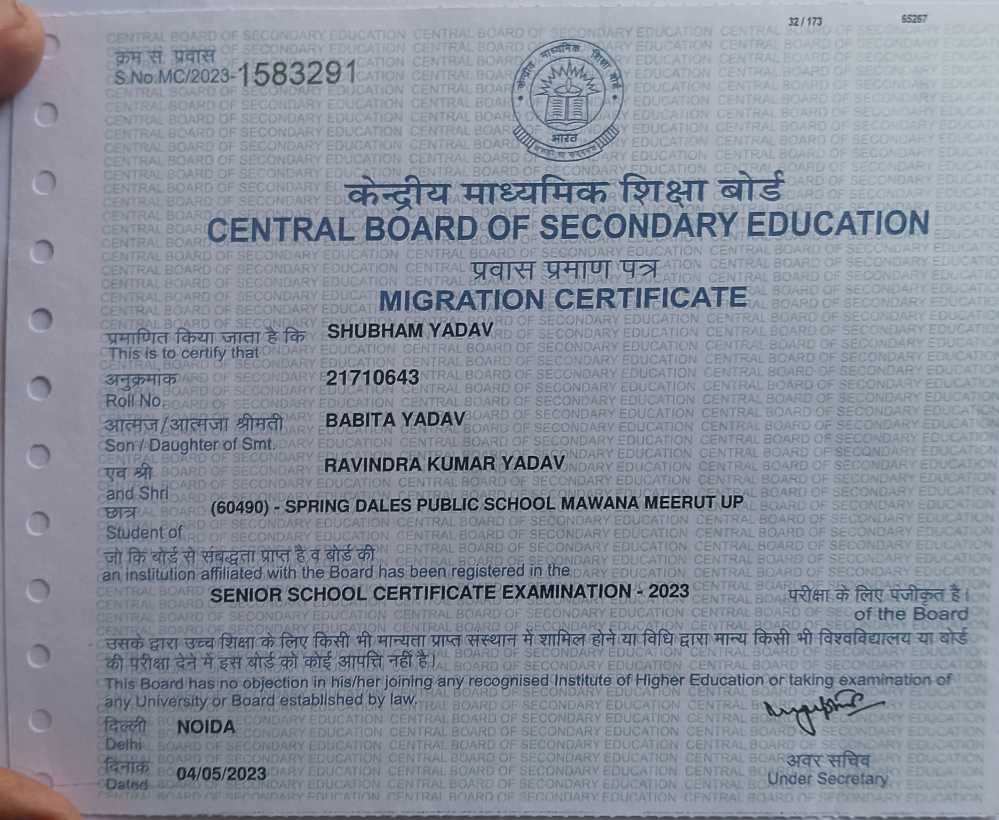 32 / 173
65267
क्रम सं. प्रवास
S.No.MC/2023-1583291
केन्द्रीय माध्यमिक शिक्षा बोर्ड
भारत
केन्द्रीय माध्यमिक शिक्षा बोर्ड
CENTRAL BOARD OF SECONDARY EDUCATION
प्रवास प्रमाण पत्र
MIGRATION CERTIFICATE
प्रमाणित किया जाता है कि SHUBHAM YADAV
This is to certify that
अनुक्रमांक 21710643
Roll No.
आत्मज/आत्मजा श्रीमती BABITA YADAV
Son / Daughter of Smt.
एवं श्री RAVINDRA KUMAR YADAV
and Shri
छात्र (60490) - SPRING DALES PUBLIC SCHOOL MAWANA MEERUT UP
Student of
जो कि बोर्ड से संबद्धता प्राप्त है व बोर्ड की
an institution affiliated with the Board has been registered in the
SENIOR SCHOOL CERTIFICATE EXAMINATION - 2023 परीक्षा के लिए पंजीकृत है।
of the Board
उसके द्वारा उच्च शिक्षा के लिए किसी भी मान्यता प्राप्त संस्थान में शामिल होने या विधि द्वारा मान्य किसी भी विश्वविद्यालय या बोर्ड
की परीक्षा देने में इस बोर्ड को कोई आपत्ति नहीं है।
This Board has no objection in his/her joining any recognised Institute of Higher Education or taking examination of
any University or Board established by law.
दिल्ली NOIDA
Delhi
दिनांक 04/05/2023
Dated
अवर सचिव
Under Secretary